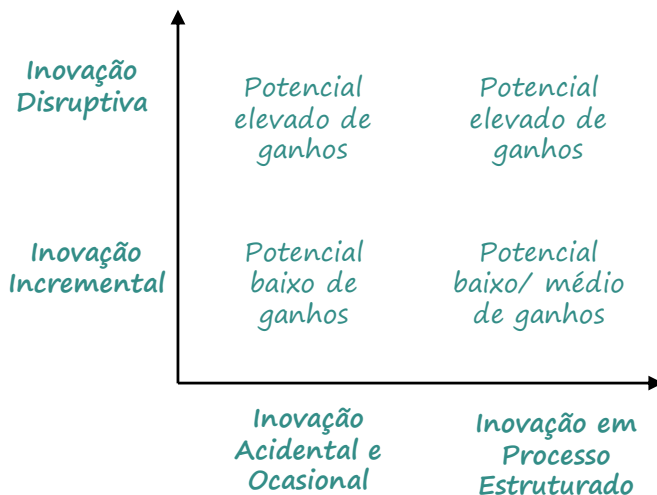 Inovação
Disruptiva
Potencial
elevado de
ganhos
Potencial
elevado de
ganhos
Inovação
Incremental
Potencial
baixo de
ganhos
Potencial
baixo/ médio
de ganhos
Inovação
Acidental e
Ocasional
Inovação em
Processo
Estruturado